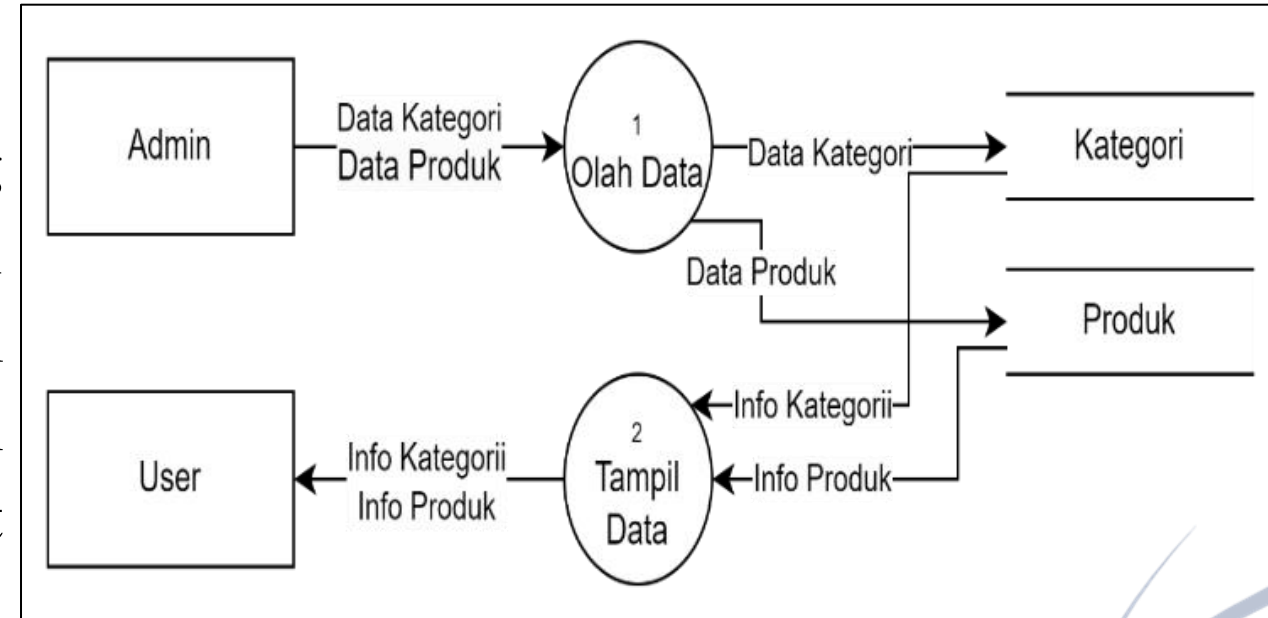 Admin
Data Kategori
Data Produk
1
Olah Data
Data Kategori
Kategori
Data Produk
Produk
User
Info Kategorii
Info Produk
2
Tampil
Data
Info Kategorii
Info Produk